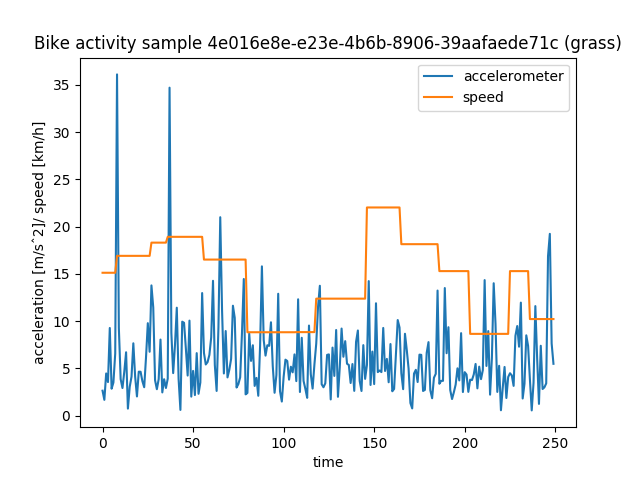 Bike activity sample 4e016e8e-e23e-4b6b-8906-39aafaede71c (grass)
accelerometer
speed
acceleration [m/s^2]/ speed [km/h]
35
30
25
20
15
10
5
0
0 50 100 150 200 250
time